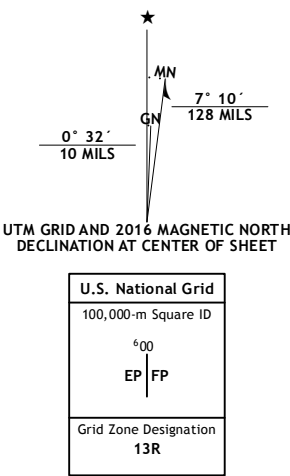 MN
GN
7° 10´
128 MILS
0° 32´
10 MILS
UTM GRID AND 2016 MAGNETIC NORTH
DECLINATION AT CENTER OF SHEET
U.S. National Grid
100,000-m Square ID
⁶00
EP FP
Grid Zone Designation
13R